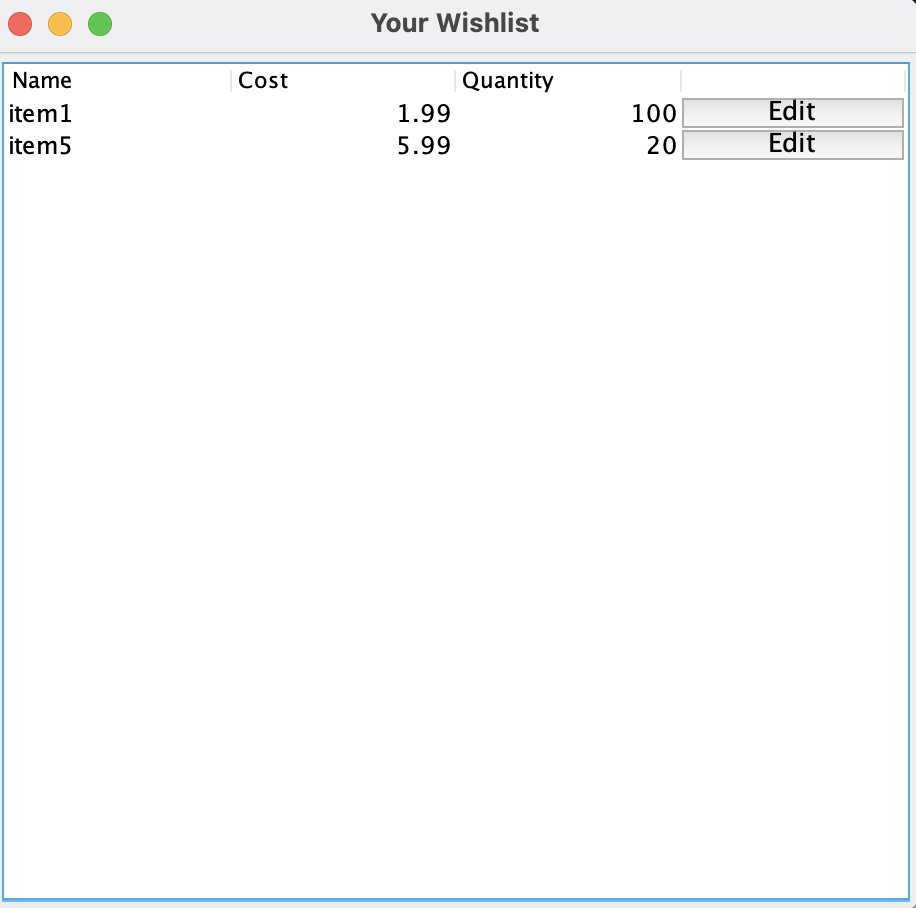 Your Wishlist
Name Cost Quantity
item1 1.99 100 Edit
item5 5.99 20 Edit